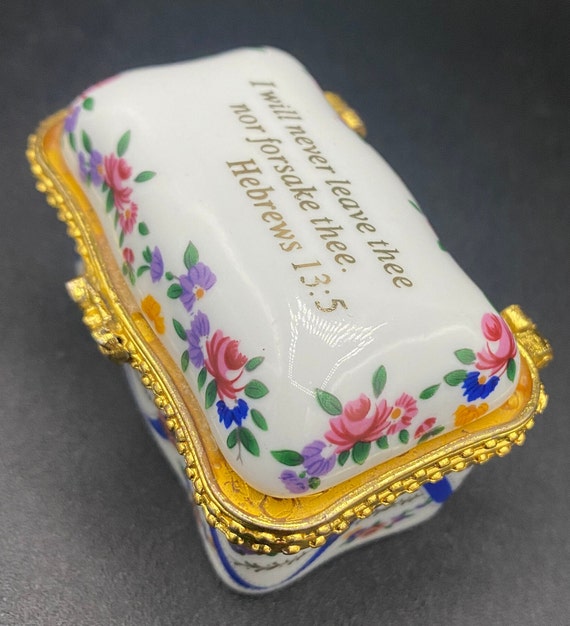 I will never leave thee
nor forsake thee.
Hebrews 13:5